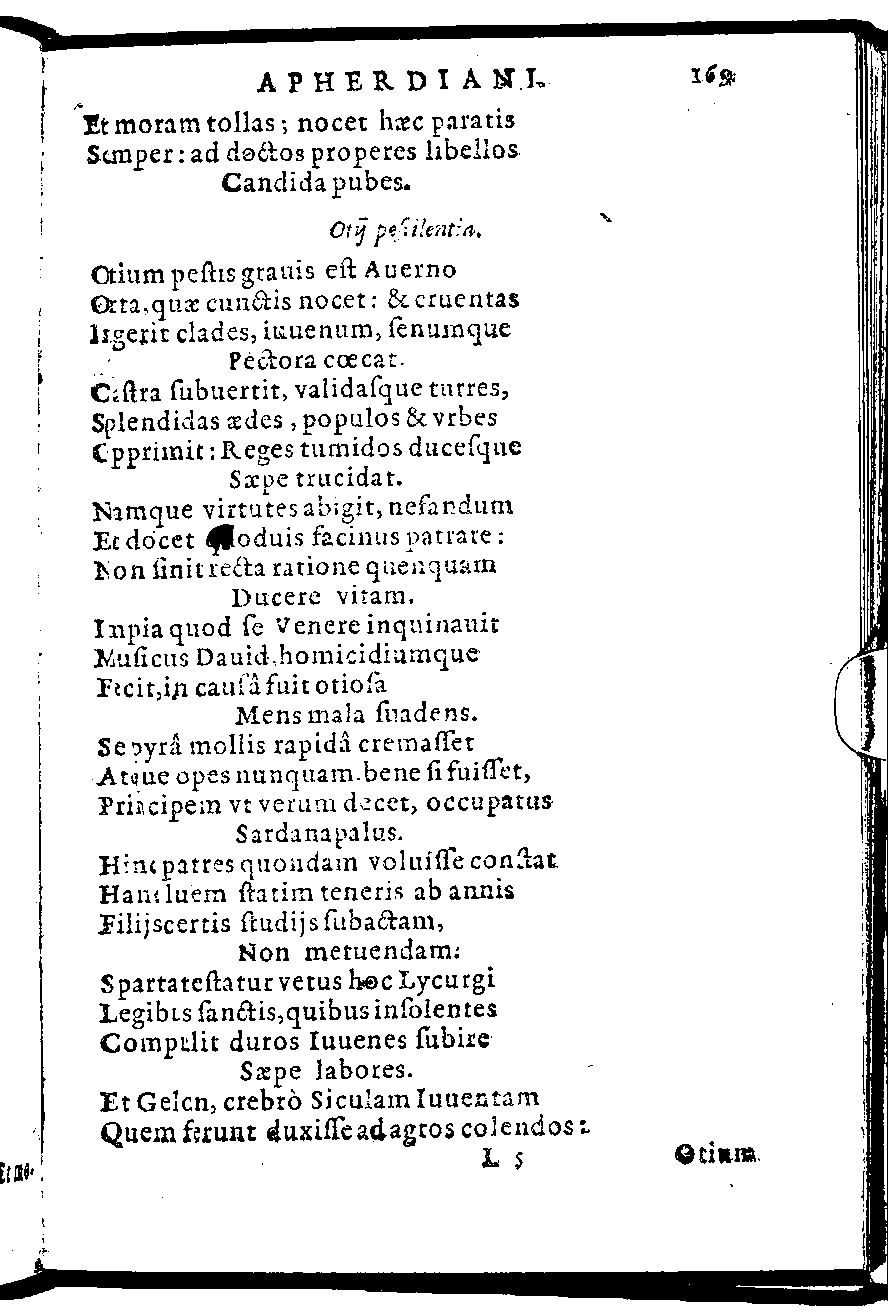 APHERDIANI. 169
Et moram tollas; nocet hæc paratis
Semper: ad doctos properes libellos
Candida pubes.
Otij pestilentia.
Otium pestis grauis est Auerno
Orta, quæ cunctis nocet: & cruentas
Ingerit clades, iuuenum, senumque
Pectora cœcat.
Castra subuertit, validasque turres,
Splendidas ædes, populos & vrbes
Opprimit: Reges tumidos ducesque
Sæpe trucidat.
Namque virtutes abigit, nefandum
Et docet quoduis facinus patrare:
Non sinit recta ratione quenquam
Ducere vitam.
Inpia quod se Venere inquinauit
Musicus Dauid, homicidiumque
Fecit, in causâ fuit otiosa
Mens mala suadens.
Se pyrâ mollis rapidâ cremasset
Atque opes nunquam bene si fuisset,
Principem vt verum decet, occupatus
Sardanapalus.
Hinc patres quondam voluisse constat
Hanc luem statim teneris ab annis
Filijs certis studijs subactam,
Non metuendam:
Sparta testatur vetus hoc Lycurgi
Legibus sanctis, quibus insolentes
Compulit duros Iuuenes subire
Sæpe labores.
Et Gelon, crebrò Siculam Iuuentam
Quem ferunt duxisse ad agros colendos:
L 5 Otium
Et mo-